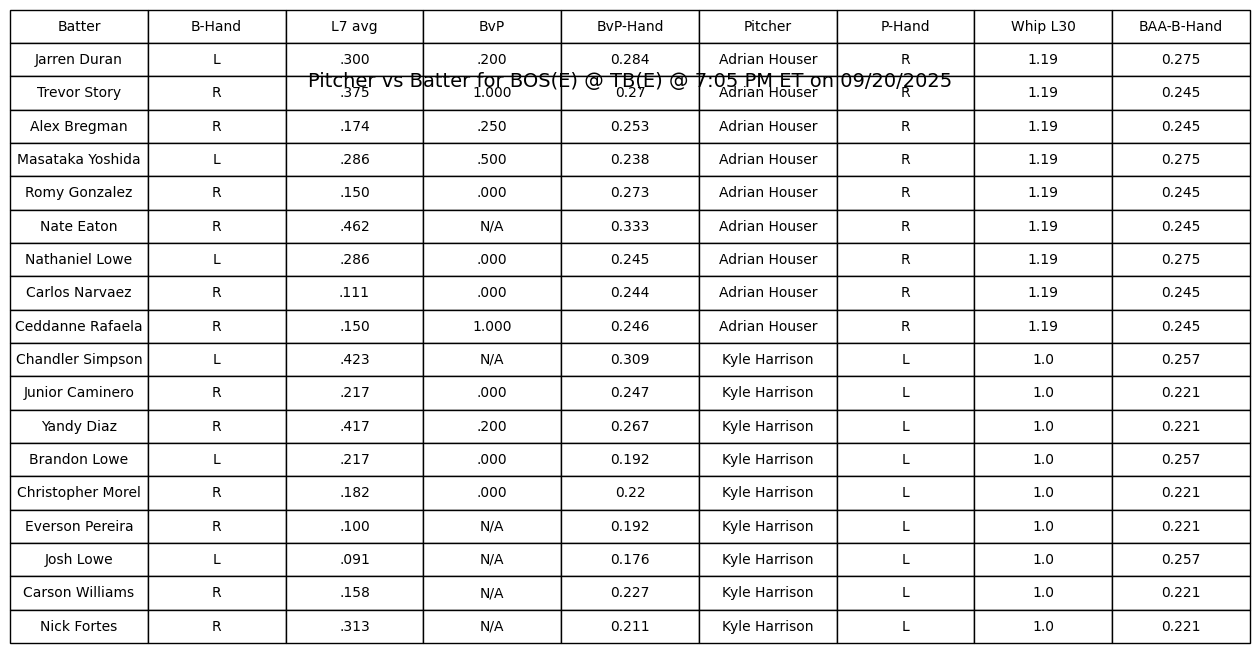 Batter B-Hand L7 avg BvP BvP-Hand Pitcher P-Hand Whip L30 BAA-B-Hand
Jarren Duran L .300 .200 0.284 Adrian Houser R 1.19 0.275
Pitcher vs Batter for BOS(E) @ TB(E) @ 7:05 PM ET on 09/20/2025
Trevor Story R .375 1.000 0.27 Adrian Houser R 1.19 0.245
Alex Bregman R .174 .250 0.253 Adrian Houser R 1.19 0.245
Masataka Yoshida L .286 .500 0.238 Adrian Houser R 1.19 0.275
Romy Gonzalez R .150 .000 0.273 Adrian Houser R 1.19 0.245
Nate Eaton R .462 N/A 0.333 Adrian Houser R 1.19 0.245
Nathaniel Lowe L .286 .000 0.245 Adrian Houser R 1.19 0.275
Carlos Narvaez R .111 .000 0.244 Adrian Houser R 1.19 0.245
Ceddanne Rafaela R .150 1.000 0.246 Adrian Houser R 1.19 0.245
Chandler Simpson L .423 N/A 0.309 Kyle Harrison L 1.0 0.257
Junior Caminero R .217 .000 0.247 Kyle Harrison L 1.0 0.221
Yandy Diaz R .417 .200 0.267 Kyle Harrison L 1.0 0.221
Brandon Lowe L .217 .000 0.192 Kyle Harrison L 1.0 0.257
Christopher Morel R .182 .000 0.22 Kyle Harrison L 1.0 0.221
Everson Pereira R .100 N/A 0.192 Kyle Harrison L 1.0 0.221
Josh Lowe L .091 N/A 0.176 Kyle Harrison L 1.0 0.257
Carson Williams R .158 N/A 0.227 Kyle Harrison L 1.0 0.221
Nick Fortes R .313 N/A 0.211 Kyle Harrison L 1.0 0.221